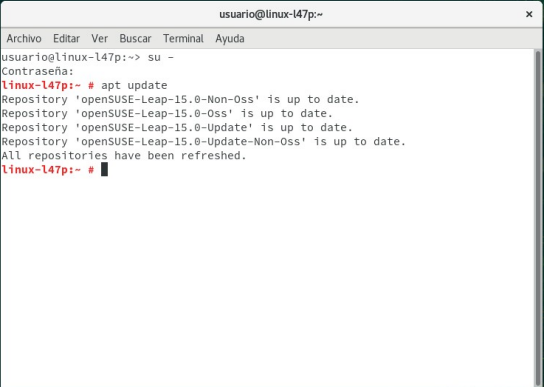 usuario@linux-l47p:~ ×
Archivo Editar Ver Buscar Terminal Ayuda
usuario@linux-l47p:~> su -
Contraseña:
linux-l47p:~ # apt update
Repository 'openSUSE-Leap-15.0-Non-Oss' is up to date.
Repository 'openSUSE-Leap-15.0-Oss' is up to date.
Repository 'openSUSE-Leap-15.0-Update' is up to date.
Repository 'openSUSE-Leap-15.0-Update-Non-Oss' is up to date.
All repositories have been refreshed.
linux-l47p:~ #